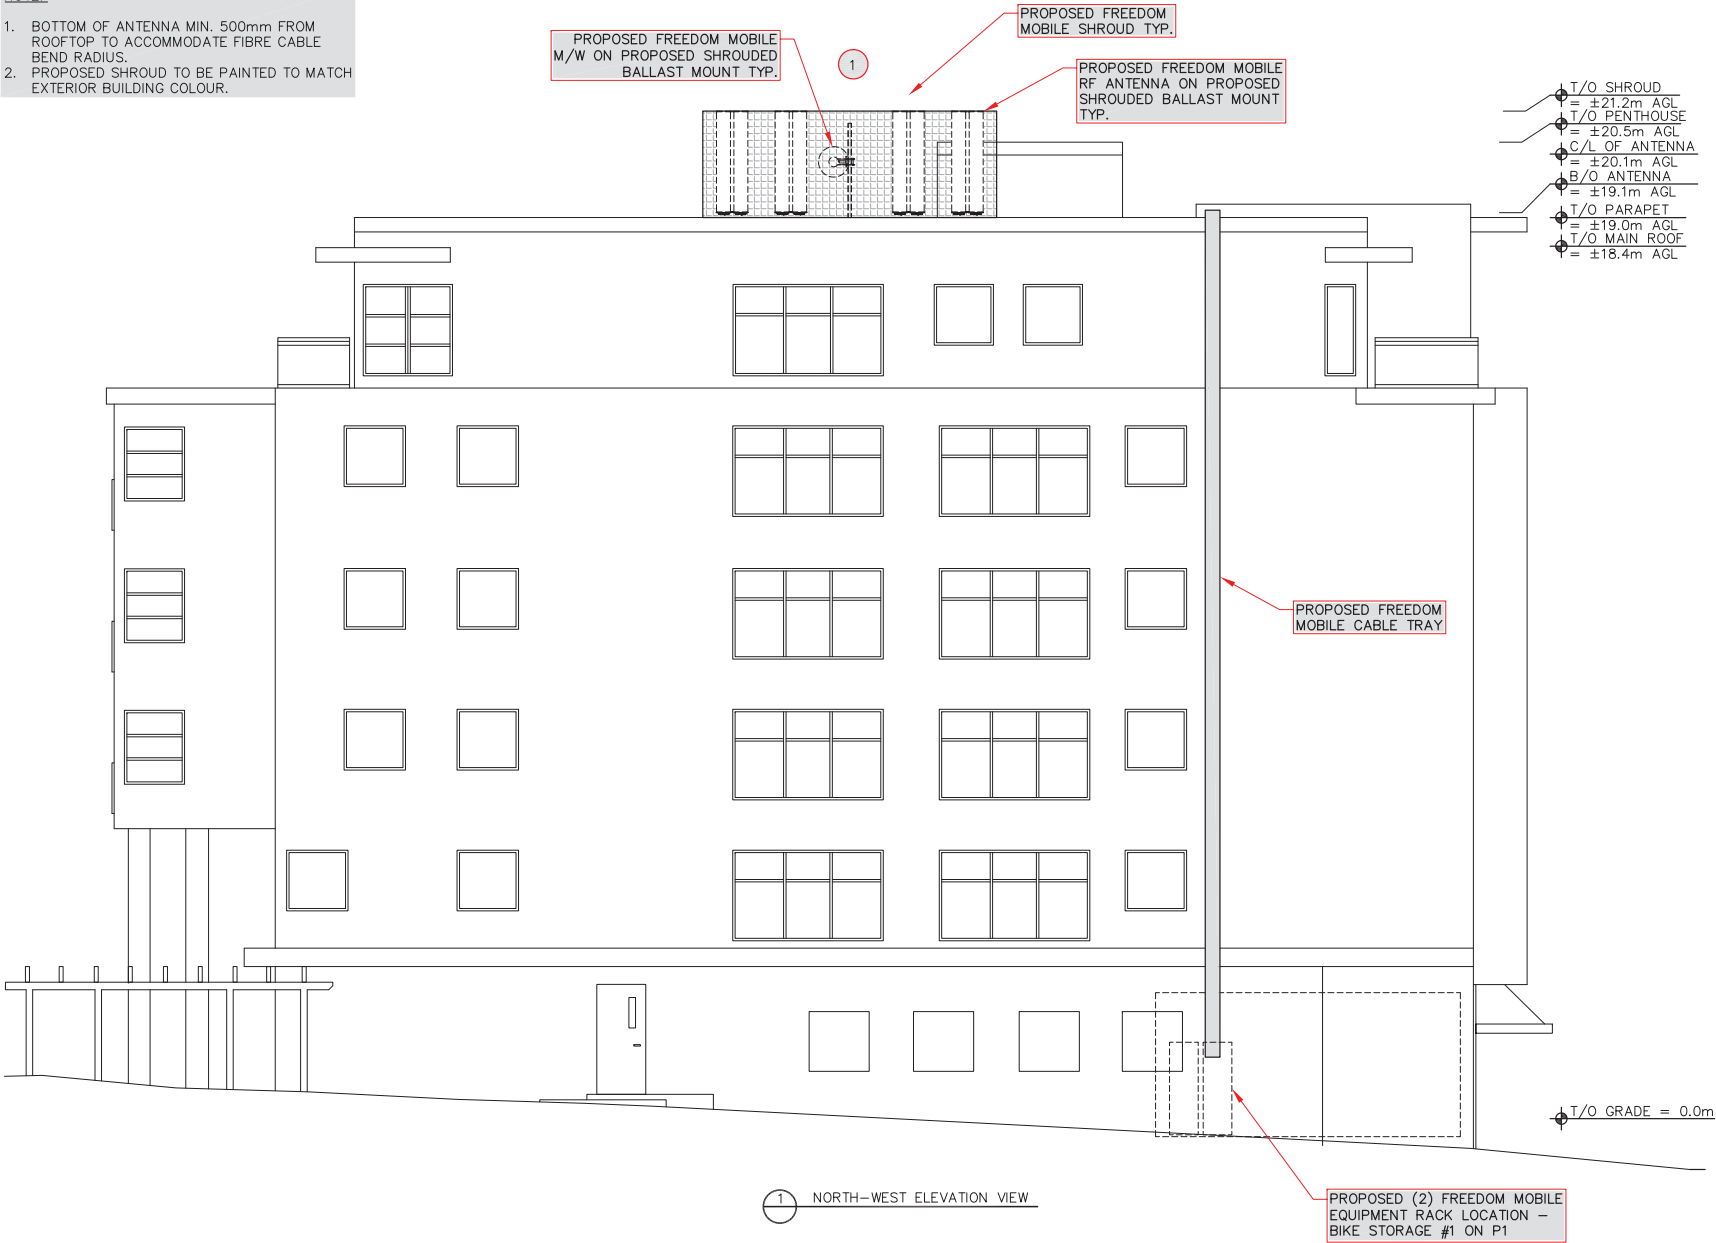 NOTE:
1. BOTTOM OF ANTENNA MIN. 500mm FROM
ROOFTOP TO ACCOMMODATE FIBRE CABLE
BEND RADIUS.
2. PROPOSED SHROUD TO BE PAINTED TO MATCH
EXTERIOR BUILDING COLOUR.
PROPOSED FREEDOM MOBILE
M/W ON PROPOSED SHROUDED
BALLAST MOUNT TYP.
1
PROPOSED FREEDOM
MOBILE SHROUD TYP.
PROPOSED FREEDOM MOBILE
RF ANTENNA ON PROPOSED
SHROUDED BALLAST MOUNT
TYP.
T/O SHROUD
= ±21.2m AGL
T/O PENTHOUSE
= ±20.5m AGL
C/L OF ANTENNA
= ±20.1m AGL
B/O ANTENNA
= ±19.1m AGL
T/O PARAPET
= ±19.0m AGL
T/O MAIN ROOF
= ±18.4m AGL
PROPOSED FREEDOM
MOBILE CABLE TRAY
T/O GRADE = 0.0m
1 NORTH-WEST ELEVATION VIEW
PROPOSED (2) FREEDOM MOBILE
EQUIPMENT RACK LOCATION -
BIKE STORAGE #1 ON P1